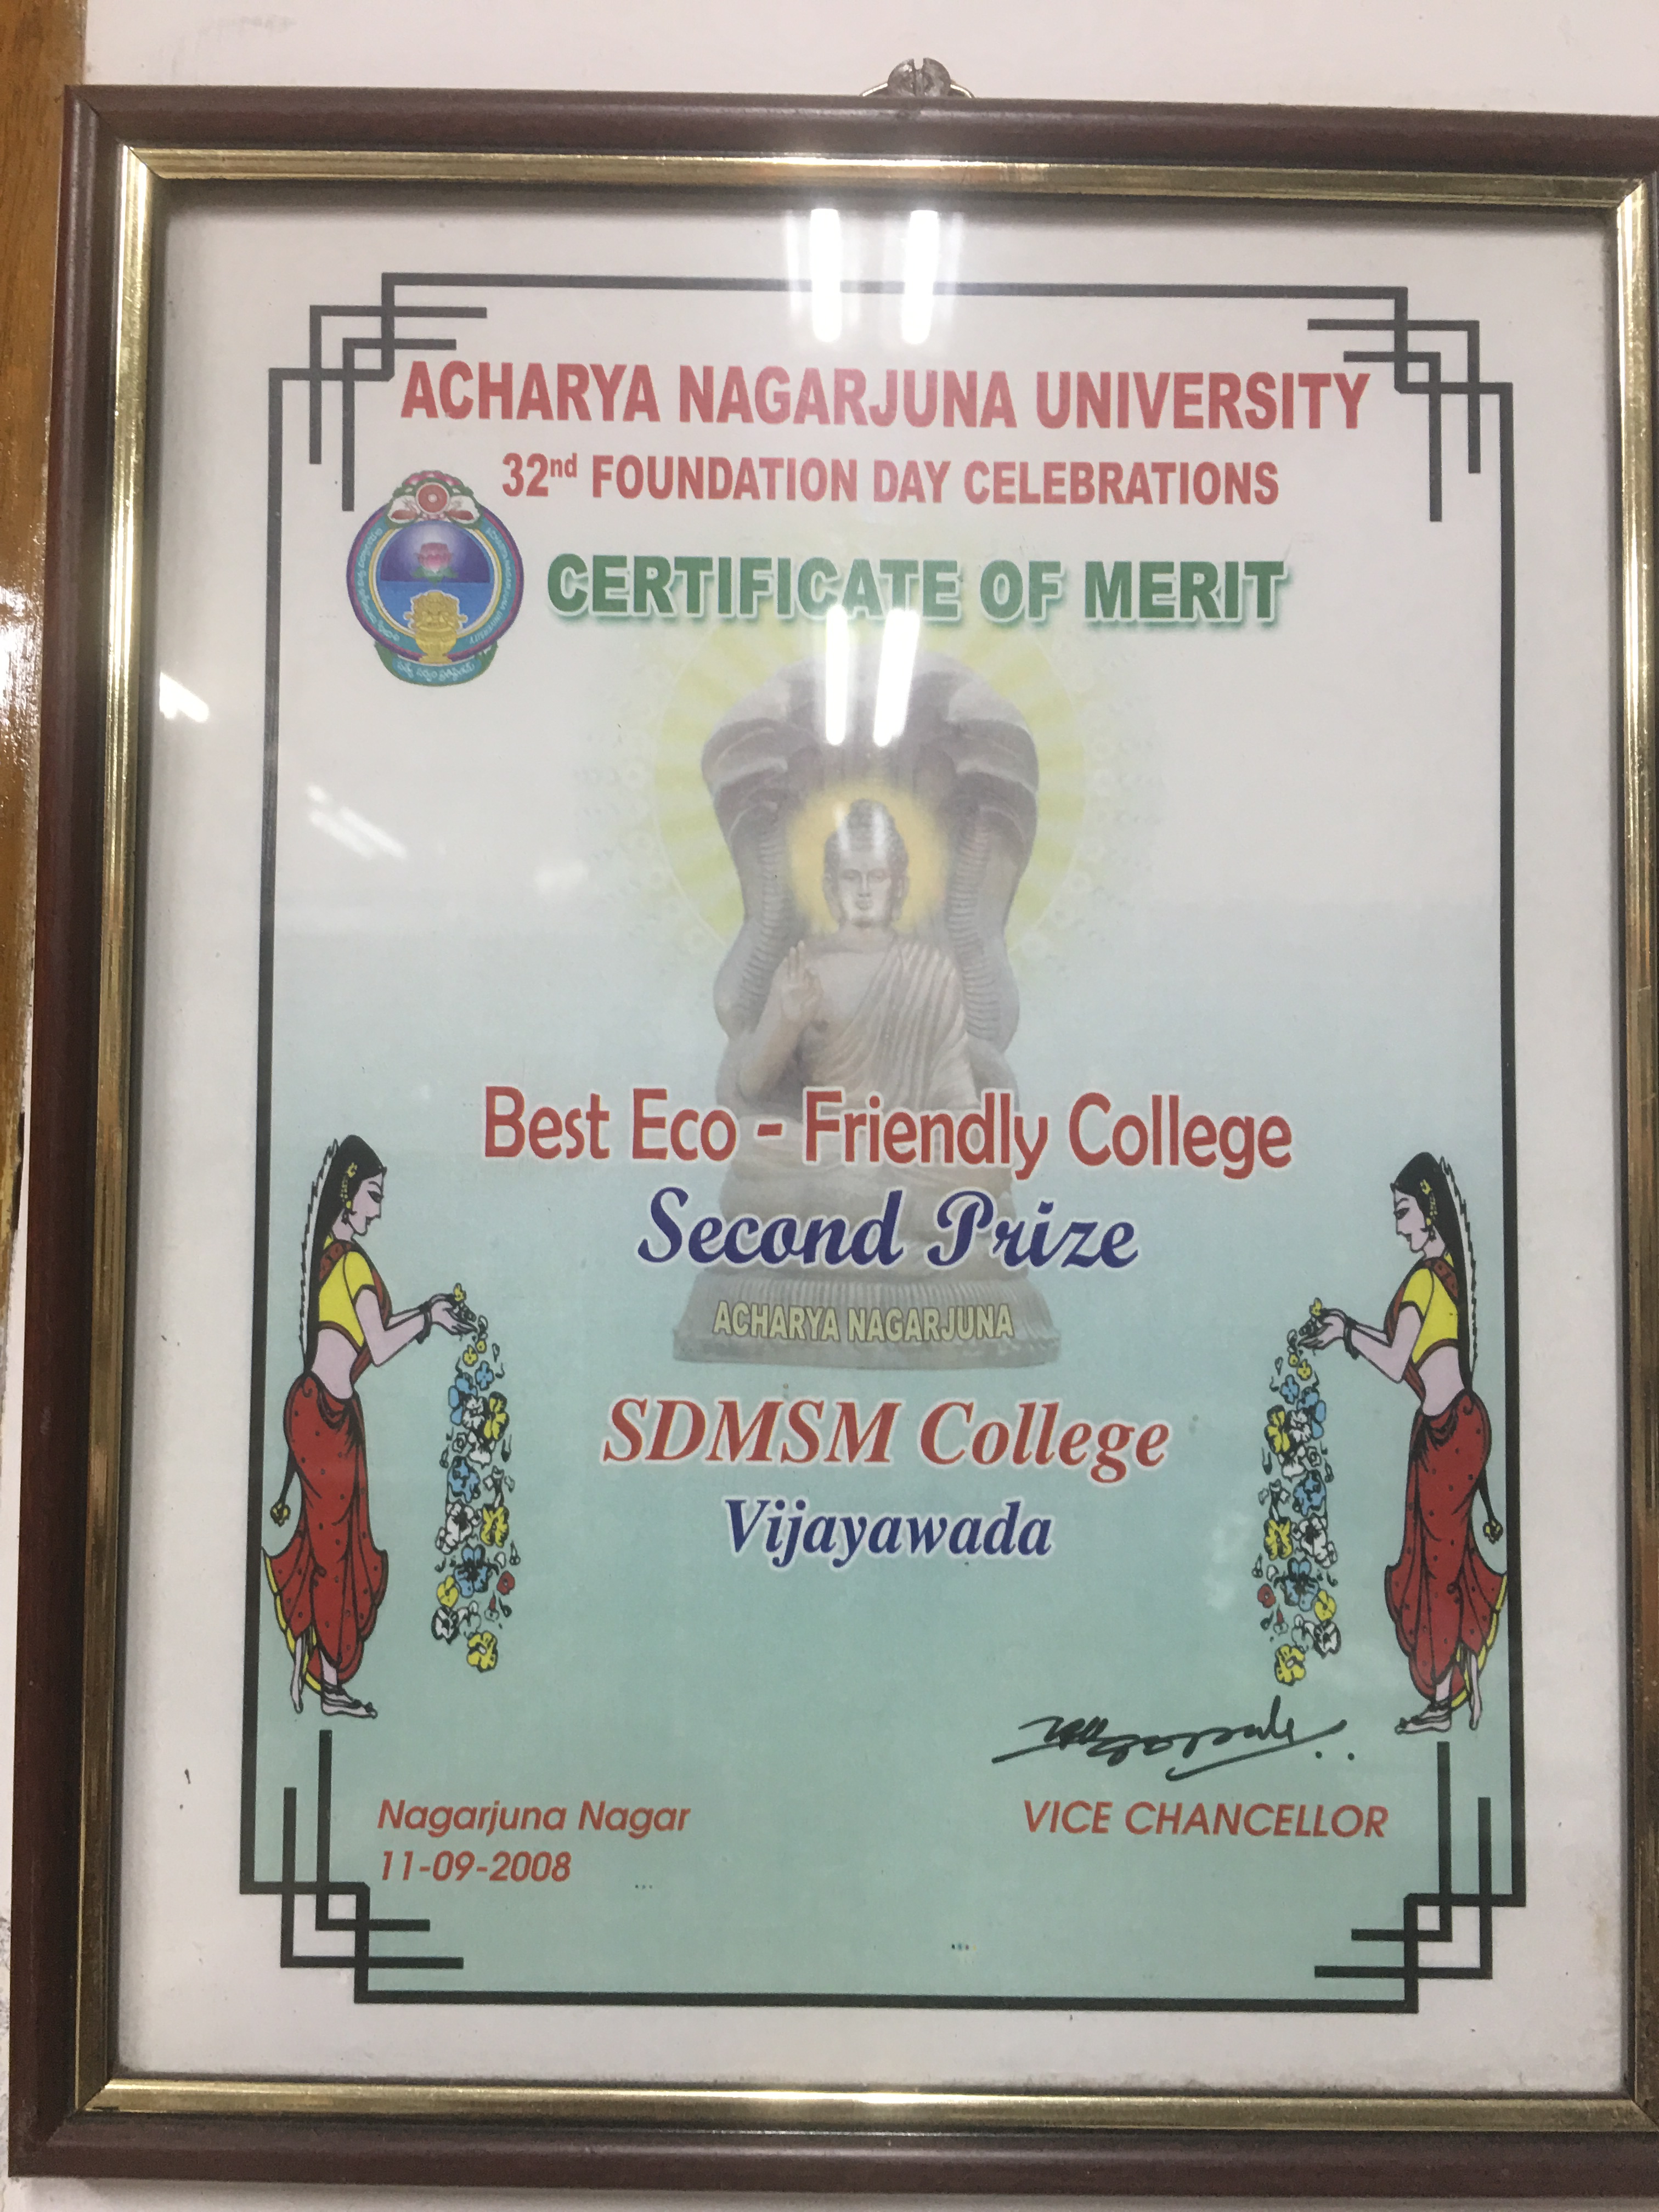 ACHARYA NAGARJUNA UNIVERSITY
32nd FOUNDATION DAY CELEBRATIONS
CERTIFICATE OF MERIT
Best Eco - Friendly College
Second Prize
ACHARYA NAGARJUNA
SDMSM College
Vijayawada
Nagarjuna Nagar
11-09-2008
VICE CHANCELLOR